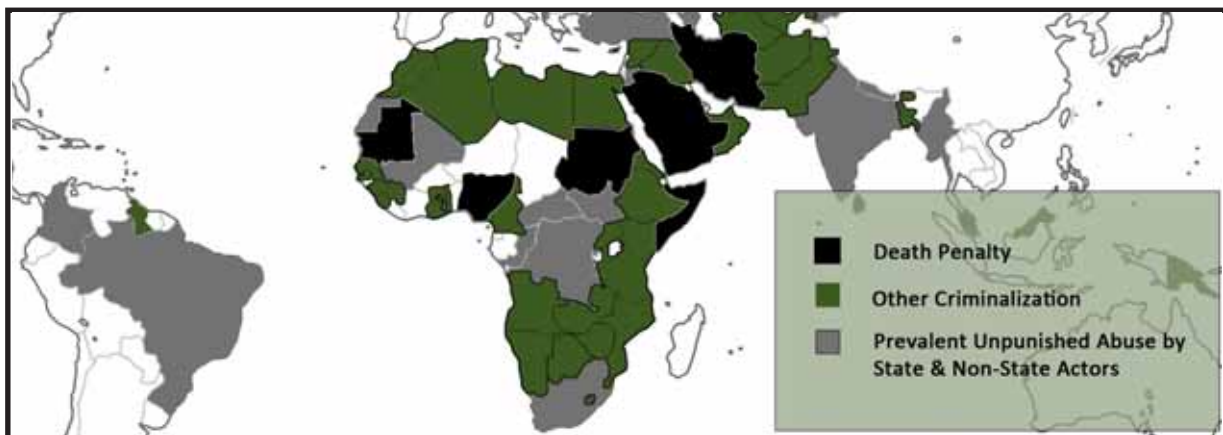 Death Penalty
Other Criminalization
Prevalent Unpunished Abuse by
State & Non-State Actors